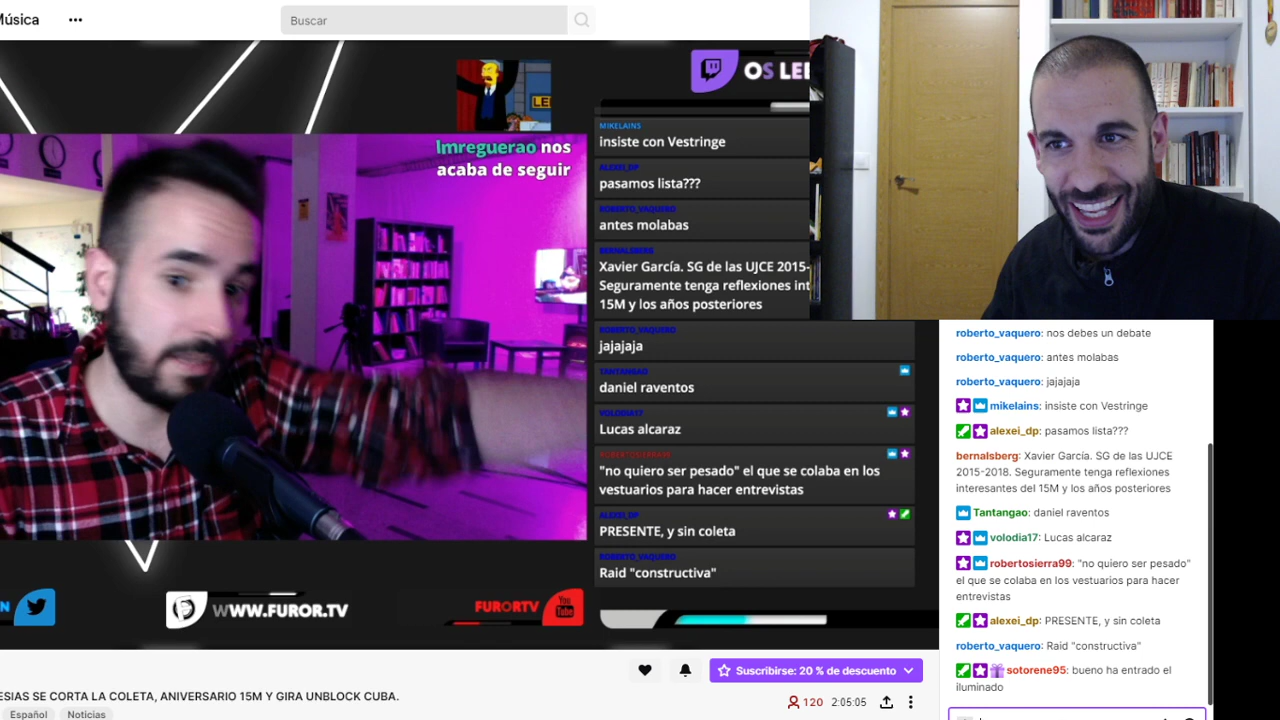 Música
Buscar
OS LEE
LE
lmreguerao nos
acaba de seguir
MIKELAINS
insiste con Vestringe
ALEXEI_DP
pasamos lista???
ROBERTO_VAQUERO
antes molabas
BERNALSBERG
Xavier García. SG de las UJCE 2015-
Seguramente tenga reflexiones int
15M y los años posteriores
ROBERTO_VAQUERO
jajajaja
TANTANGAO
daniel raventos
VOLODIA17
Lucas alcaraz
ROBERTOSIERRA99
"no quiero ser pesado" el que se colaba en los
vestuarios para hacer entrevistas
ALEXEI_DP
PRESENTE, y sin coleta
ROBERTO_VAQUERO
Raid "constructiva"
N
WWW.FUROR.TV
FURORTV
You
Tube
roberto_vaquero: nos debes un debate
roberto_vaquero: antes molabas
roberto_vaquero: jajajaja
mikelains: insiste con Vestringe
alexei_dp: pasamos lista???
bernalsberg: Xavier García. SG de las UJCE
2015-2018. Seguramente tenga reflexiones
interesantes del 15M y los años posteriores
Tantangao: daniel raventos
volodia17: Lucas alcaraz
robertosierra99: "no quiero ser pesado"
el que se colaba en los vestuarios para hacer
entrevistas
alexei_dp: PRESENTE, y sin coleta
roberto_vaquero: Raid "constructiva"
sotorene95: bueno ha entrado el
iluminado
Suscribirse: 20 % de descuento
ESIAS SE CORTA LA COLETA, ANIVERSARIO 15M Y GIRA UNBLOCK CUBA.
120
2:05:05
Español
Noticias